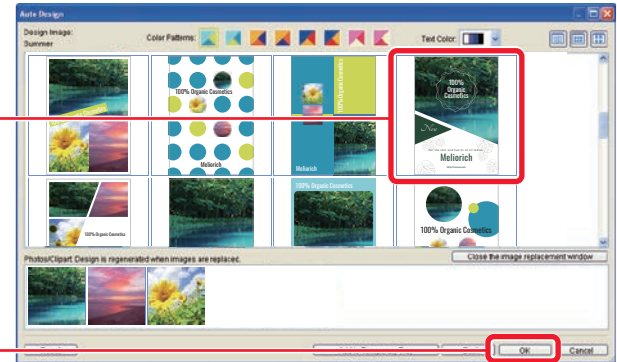 Auto Design
Design Image:
Summer
Color Patterns:
Text Color:
100% Organic Cosmetics
Meliorich
100% Organic Cosmetics
Meliorich
100%
Organic
Cosmetics
New
Meliorich
100% Organic Cosmetics
100% Organic Cosmetics
100% Organic Cosmetics
Photos/Clipart Design is regenerated when images are replaced.
Close the image replacement window
OK
Cancel